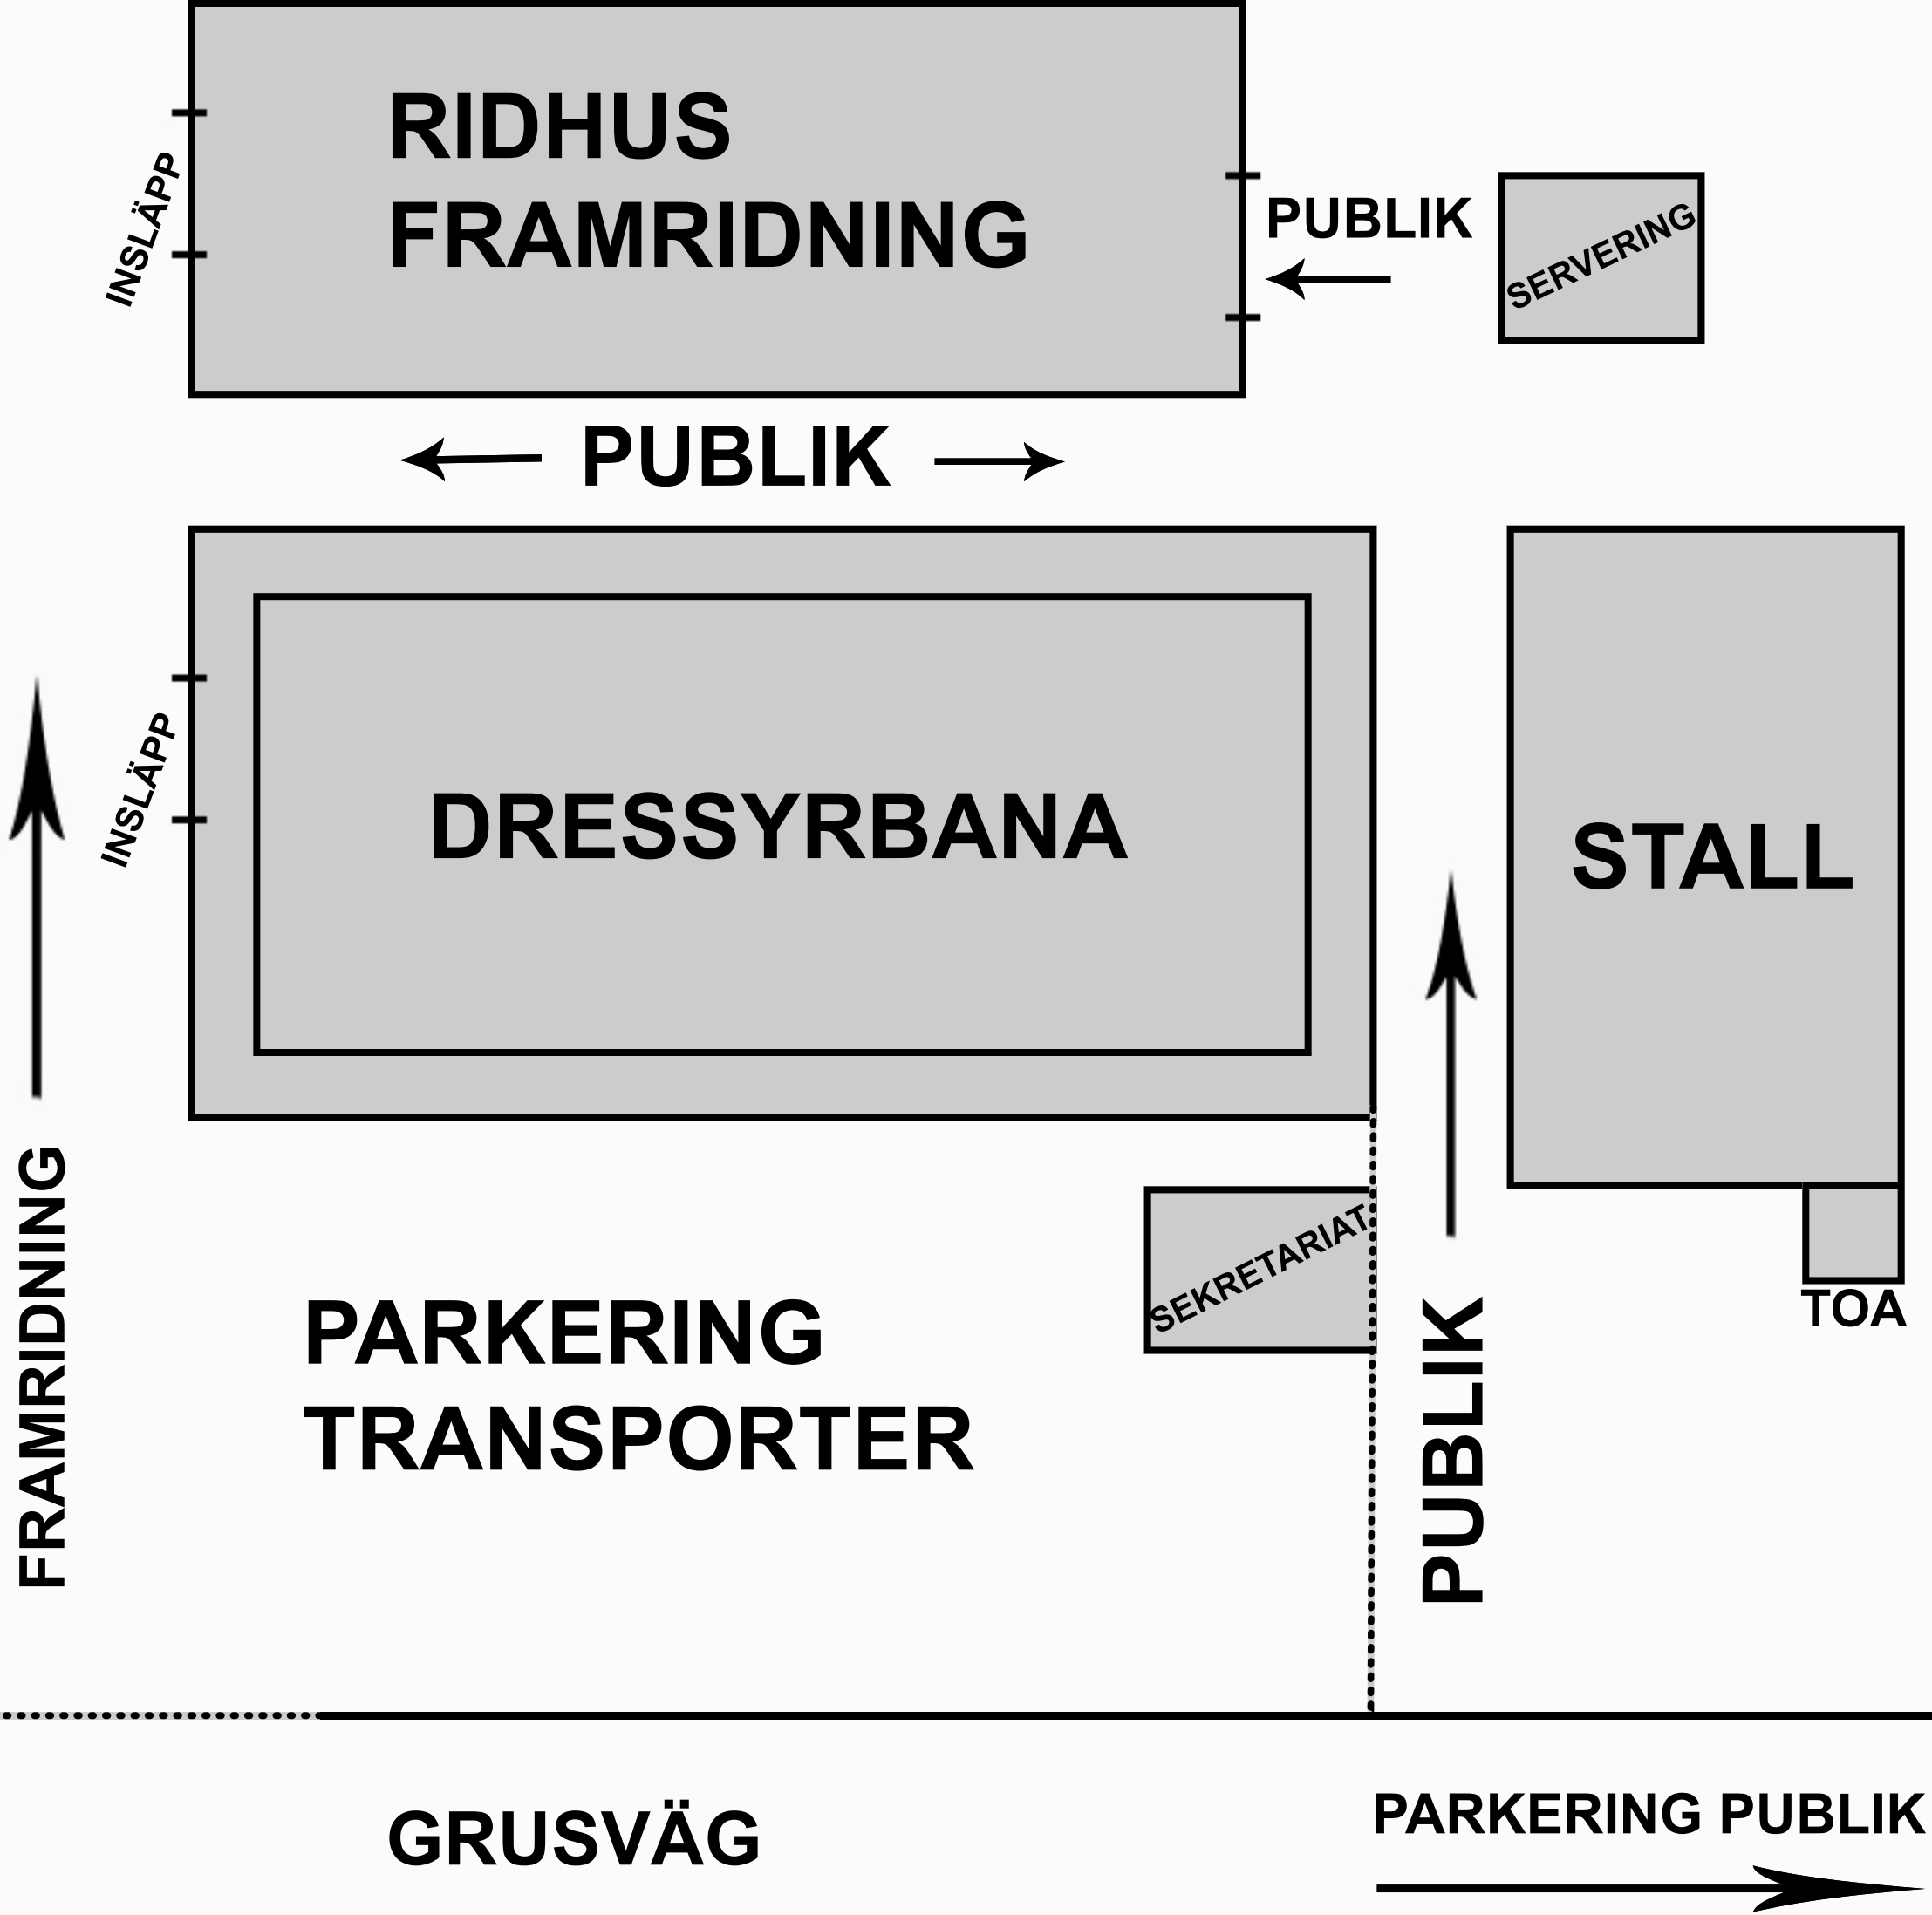 RIDHUS
FRAMRIDNING
INSLÄPP
PUBLIK
SERVERING
PUBLIK
INSLÄPP
DRESSYRBANA
STALL
FRAMRIDNING
SEKRETARIAT
PUBLIK
TOA
PARKERING
TRANSPORTER
GRUSVÄG
PARKERING PUBLIK